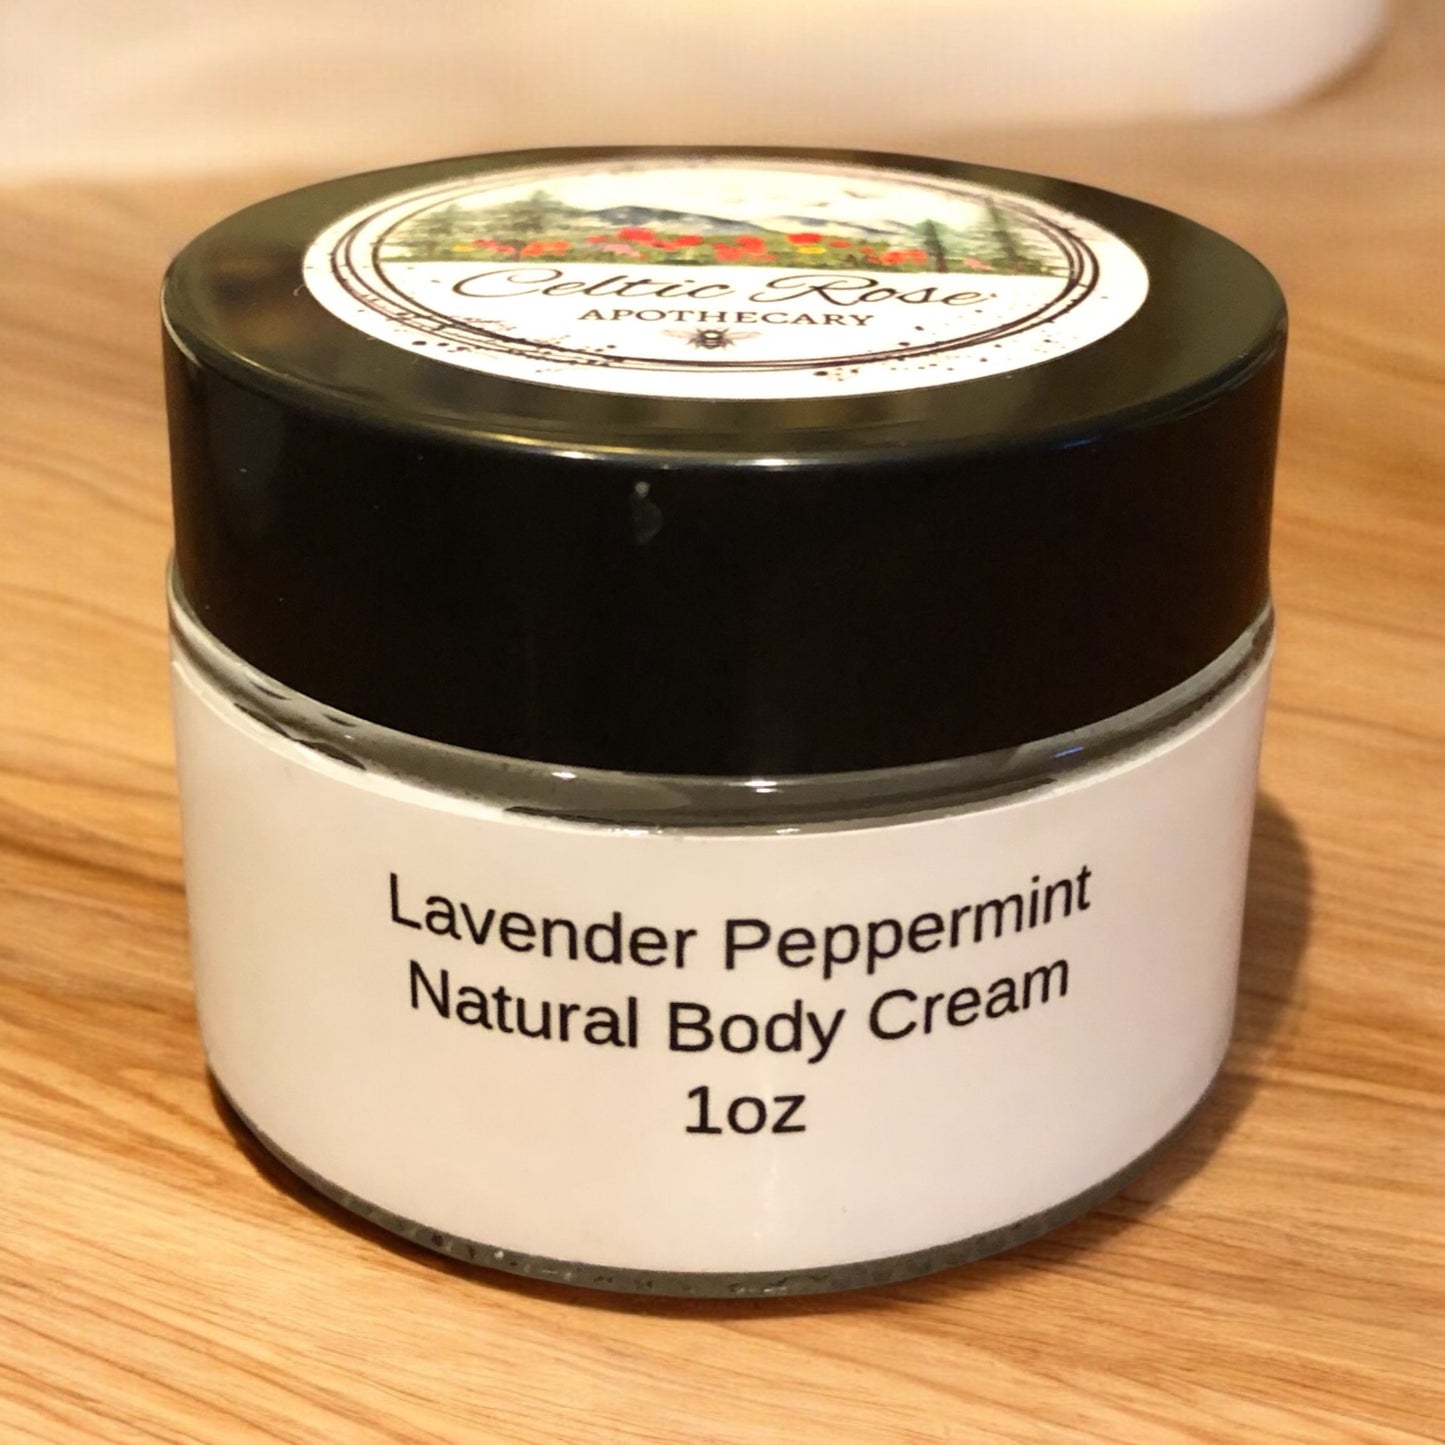 Celtic Rose
APOTHECARY
Lavender Peppermint
Natural Body Cream
1oz